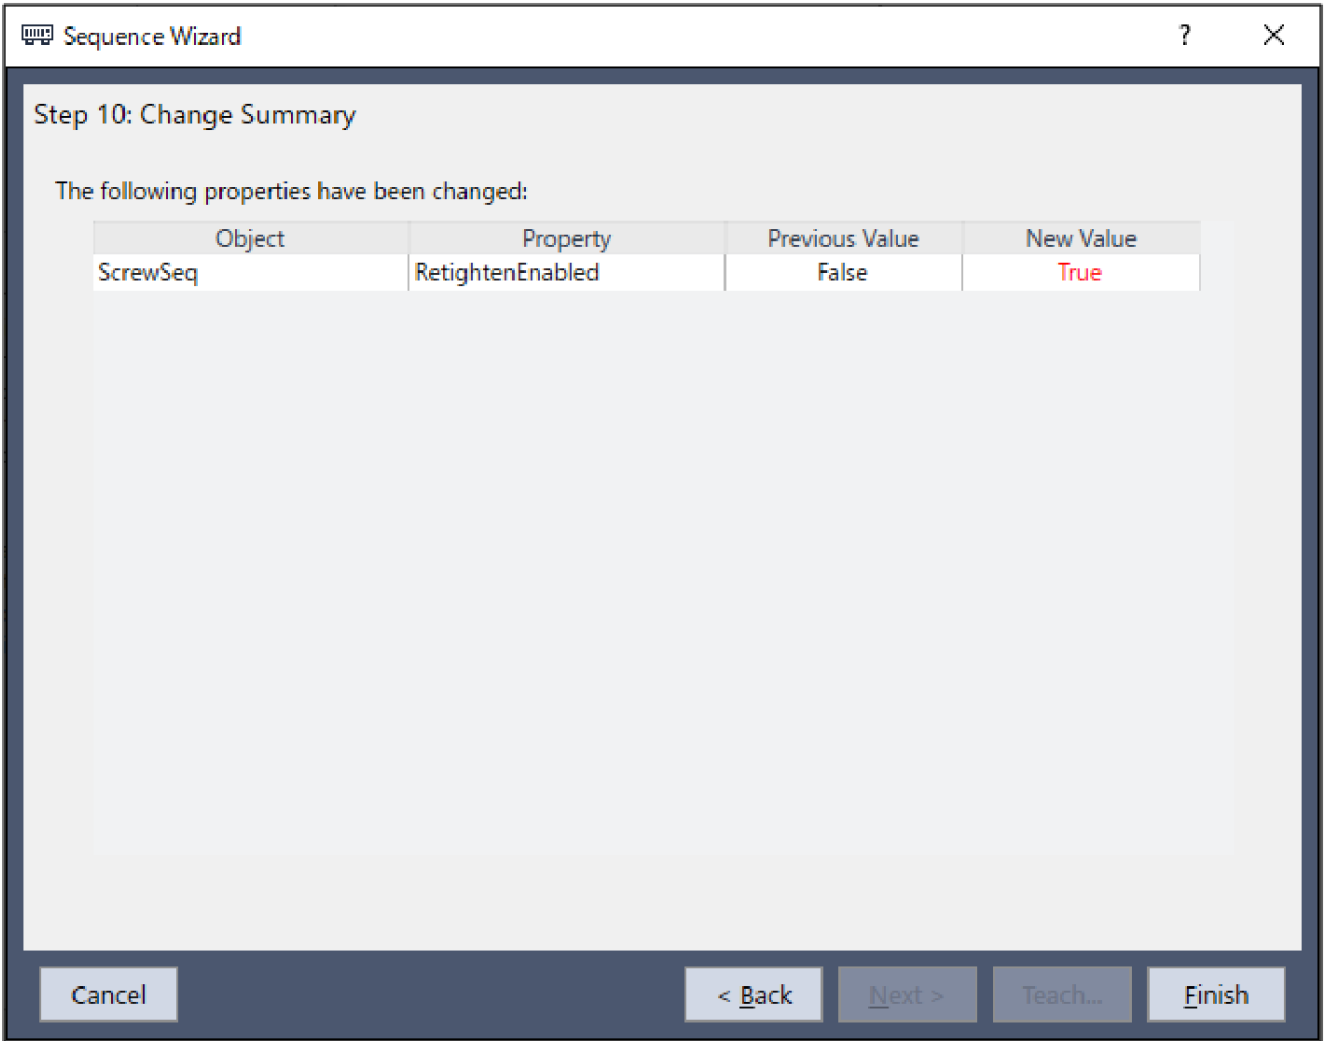 Sequence Wizard ?
Step 10: Change Summary
The following properties have been changed:
Object Property Previous Value New Value
ScrewSeq RetightenEnabled False True
Cancel < Back Next > Teach... Finish